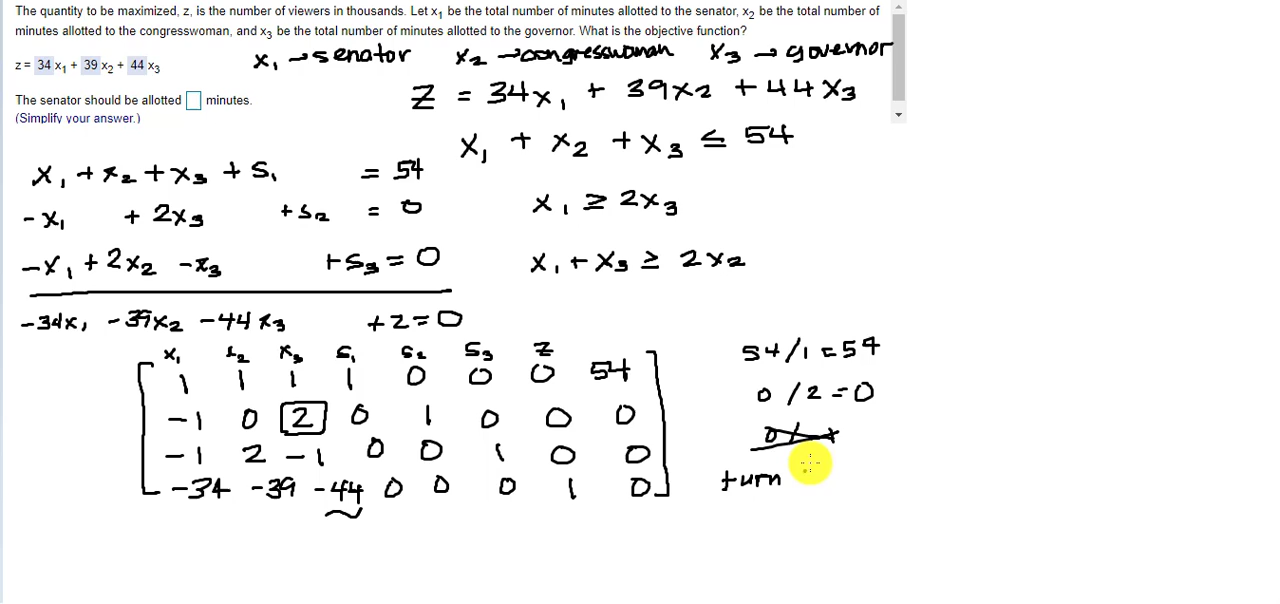 The quantity to be maximized, z, is the number of viewers in thousands. Let x₁ be the total number of minutes allotted to the senator, x₂ be the total number of
minutes allotted to the congresswoman, and x₃ be the total number of minutes allotted to the governor. What is the objective function?
x₁ → senator x₂ → congresswoman x₃ → governor
z = 34 x₁ + 39 x₂ + 44 x₃
Z = 34x₁ + 39x₂ + 44x₃
The senator should be allotted minutes.
(Simplify your answer.)
x₁ + x₂ + x₃ ≤ 54
x₁ + x₂ + x₃ + s₁ = 54
x₁ ≥ 2x₃
-x₁ + 2x₃ + s₂ = 0
x₁ + x₃ ≥ 2x₂
-x₁ + 2x₂ - x₃ + s₃ = 0
-34x₁ - 39x₂ - 44x₃ + z = 0
x₁ x₂ x₃ s₁ s₂ s₃ z
1 1 1 1 0 0 0 54
-1 0 2 0 1 0 0 0
-1 2 -1 0 0 1 0 0
-34 -39 -44 0 0 0 1 0
54/1 = 54
0/2 = 0
turn